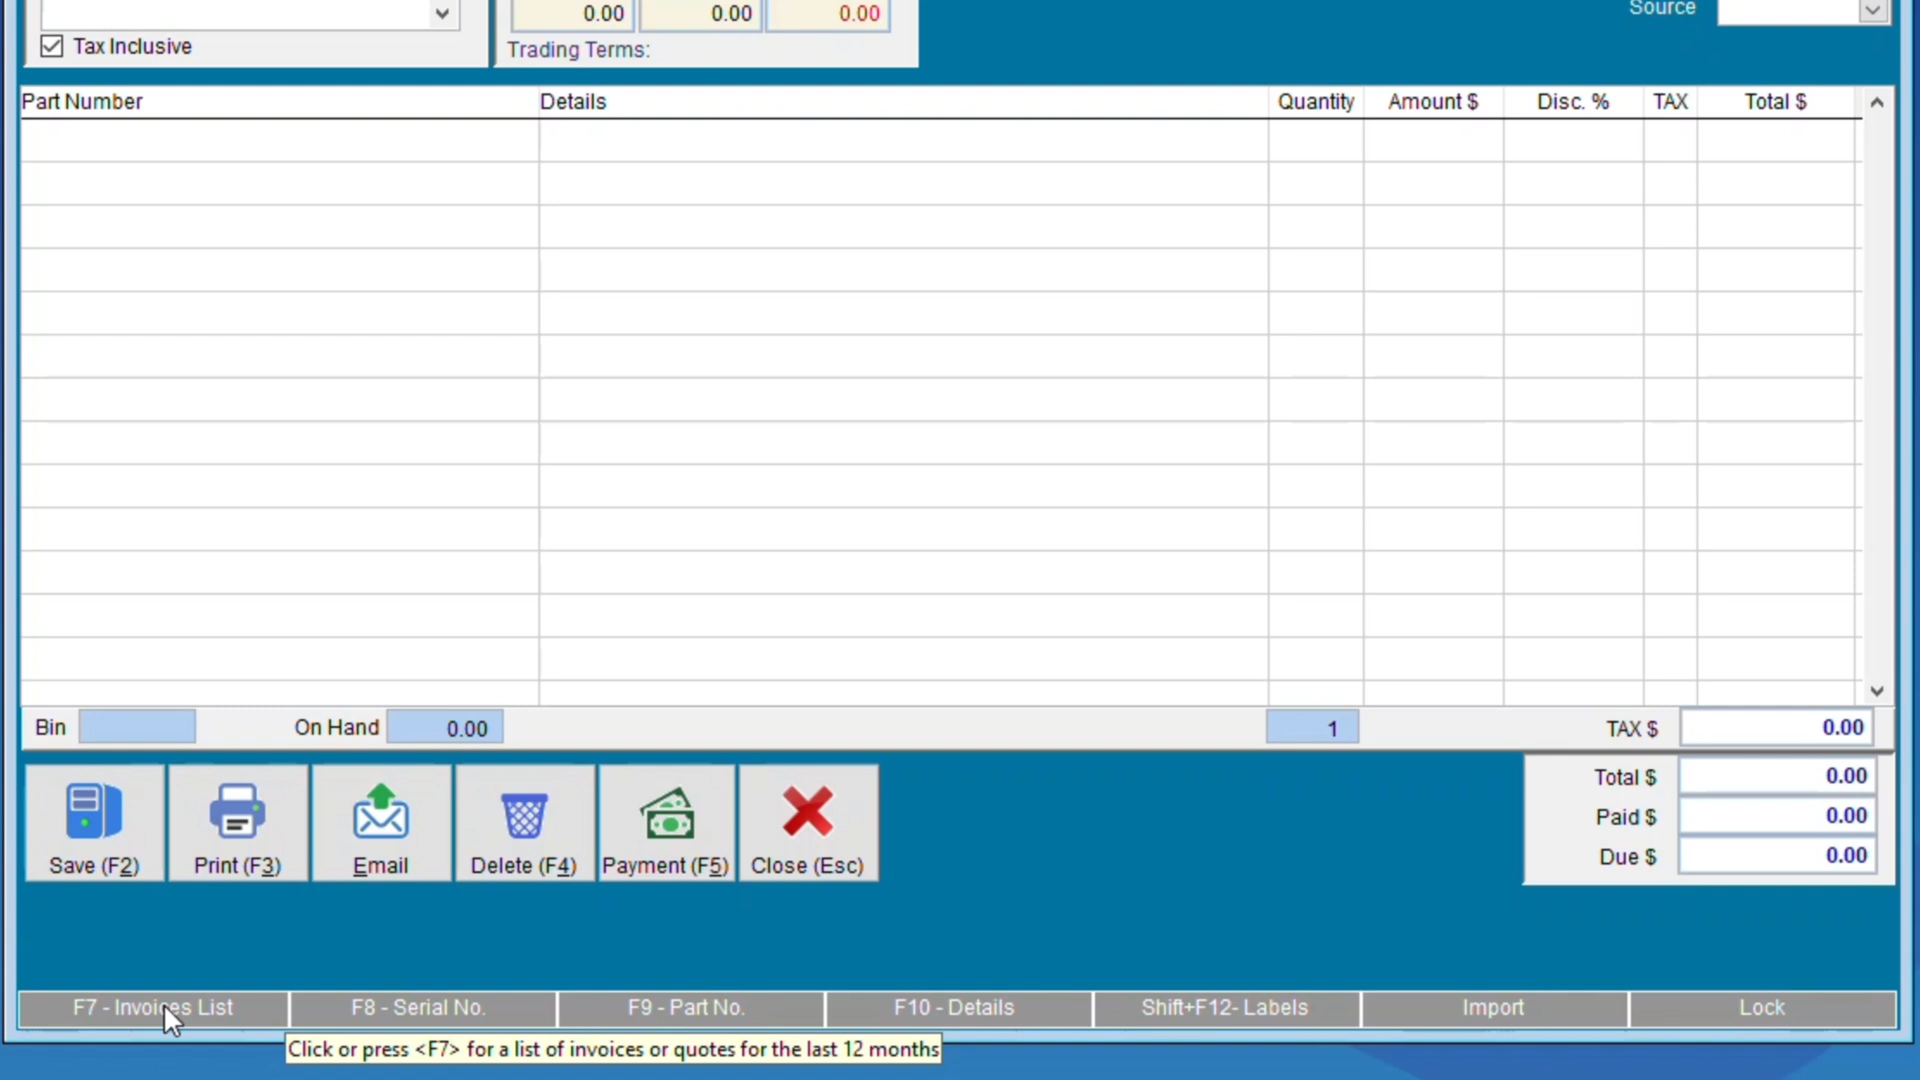 0.00 0.00 0.00
Source
Tax Inclusive
Trading Terms:
Part Number Details Quantity Amount $ Disc. % TAX Total $
Bin On Hand 0.00 1 TAX $ 0.00
Total $ 0.00
Paid $ 0.00
Due $ 0.00
Save (F2) Print (F3) Email Delete (F4) Payment (F5) Close (Esc)
F7 - Invoices List F8 - Serial No. F9 - Part No. F10 - Details Shift+F12- Labels Import Lock
Click or press <F7> for a list of invoices or quotes for the last 12 months